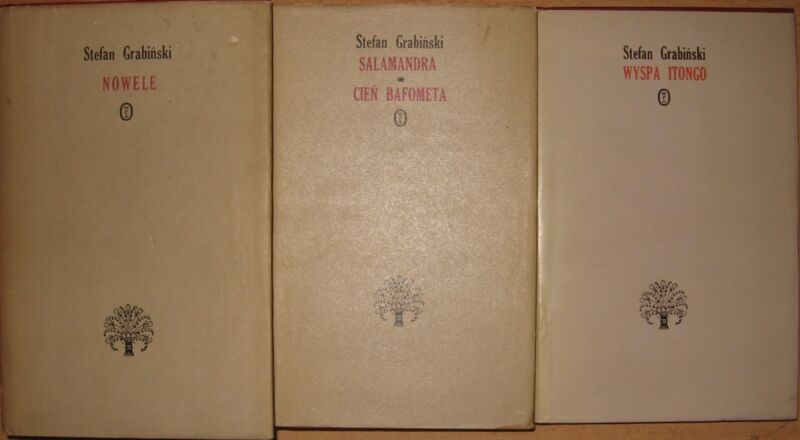 Stefan Grabiński
NOWELE
Stefan Grabiński
SALAMANDRA
*
CIEŃ BAFOMETA
Stefan Grabiński
WYSPA ITONGO